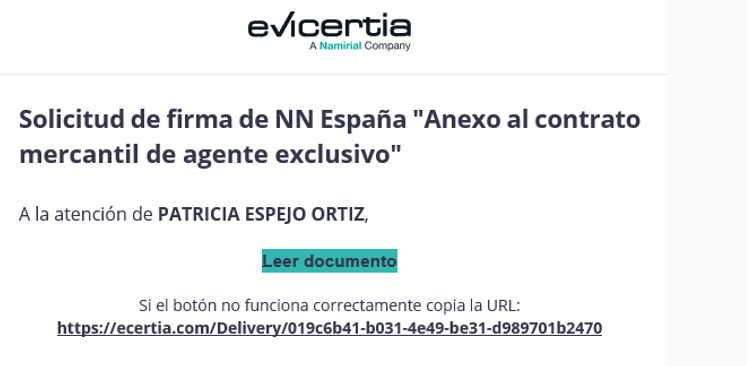 evicertia
A Namirial Company
Solicitud de firma de NN España "Anexo al contrato
mercantil de agente exclusivo"
A la atención de PATRICIA ESPEJO ORTIZ,
Leer documento
Si el botón no funciona correctamente copia la URL:
https://ecertia.com/Delivery/019c6b41-b031-4e49-be31-d989701b2470